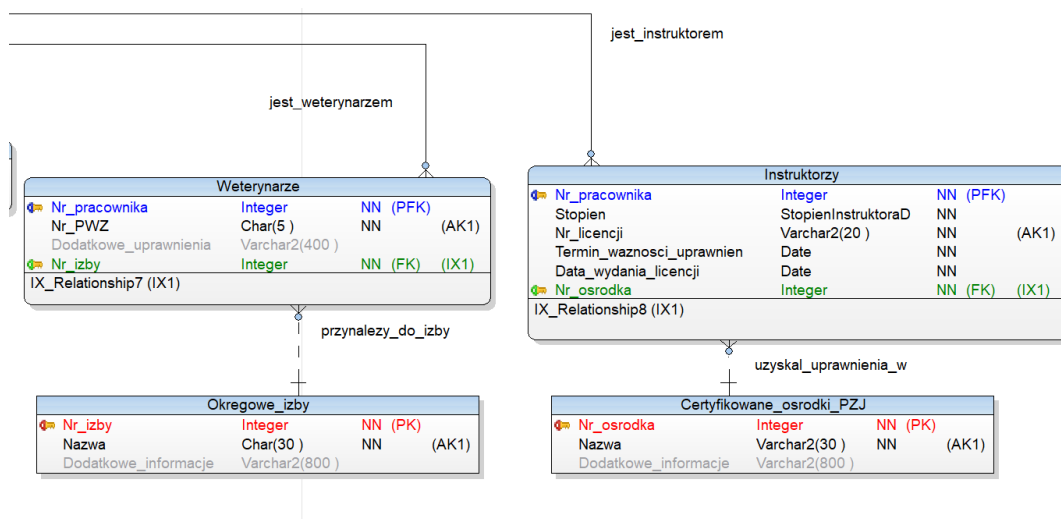 jest_instruktorem
jest_weterynarzem
Weterynarze
Nr_pracownika Integer NN (PFK)
Nr_PWZ Char(5 ) NN (AK1)
Dodatkowe_uprawnienia Varchar2(400 )
Nr_izby Integer NN (FK) (IX1)
IX_Relationship7 (IX1)
Instruktorzy
Nr_pracownika Integer NN (PFK)
Stopien StopienInstruktoraD NN
Nr_licencji Varchar2(20 ) NN (AK1)
Termin_waznosci_uprawnien Date NN
Data_wydania_licencji Date NN
Nr_osrodka Integer NN (FK) (IX1)
IX_Relationship8 (IX1)
przynalezy_do_izby
uzyskal_uprawnienia_w
Okregowe_izby
Nr_izby Integer NN (PK)
Nazwa Char(30 ) NN (AK1)
Dodatkowe_informacje Varchar2(800 )
Certyfikowane_osrodki_PZJ
Nr_osrodka Integer NN (PK)
Nazwa Varchar2(30 ) NN (AK1)
Dodatkowe_informacje Varchar2(800 )